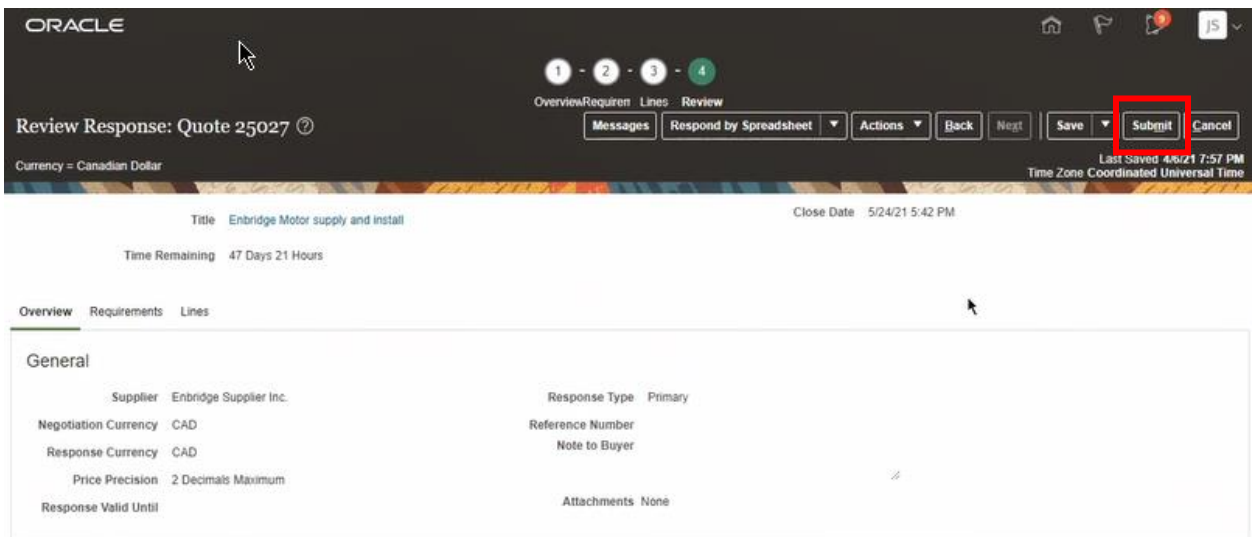 ORACLE
9
JS
1 - 2 - 3 - 4
OverviewRequirem Lines Review
Review Response: Quote 25027 ?
Messages Respond by Spreadsheet Actions Back Next Save Submit Cancel
Currency = Canadian Dollar
Last Saved 4/6/21 7:57 PM
Time Zone Coordinated Universal Time
Title Enbridge Motor supply and install
Close Date 5/24/21 5:42 PM
Time Remaining 47 Days 21 Hours
Overview Requirements Lines
General
Supplier Enbridge Supplier Inc.
Response Type Primary
Negotiation Currency CAD
Reference Number
Response Currency CAD
Note to Buyer
Price Precision 2 Decimals Maximum
Response Valid Until
Attachments None